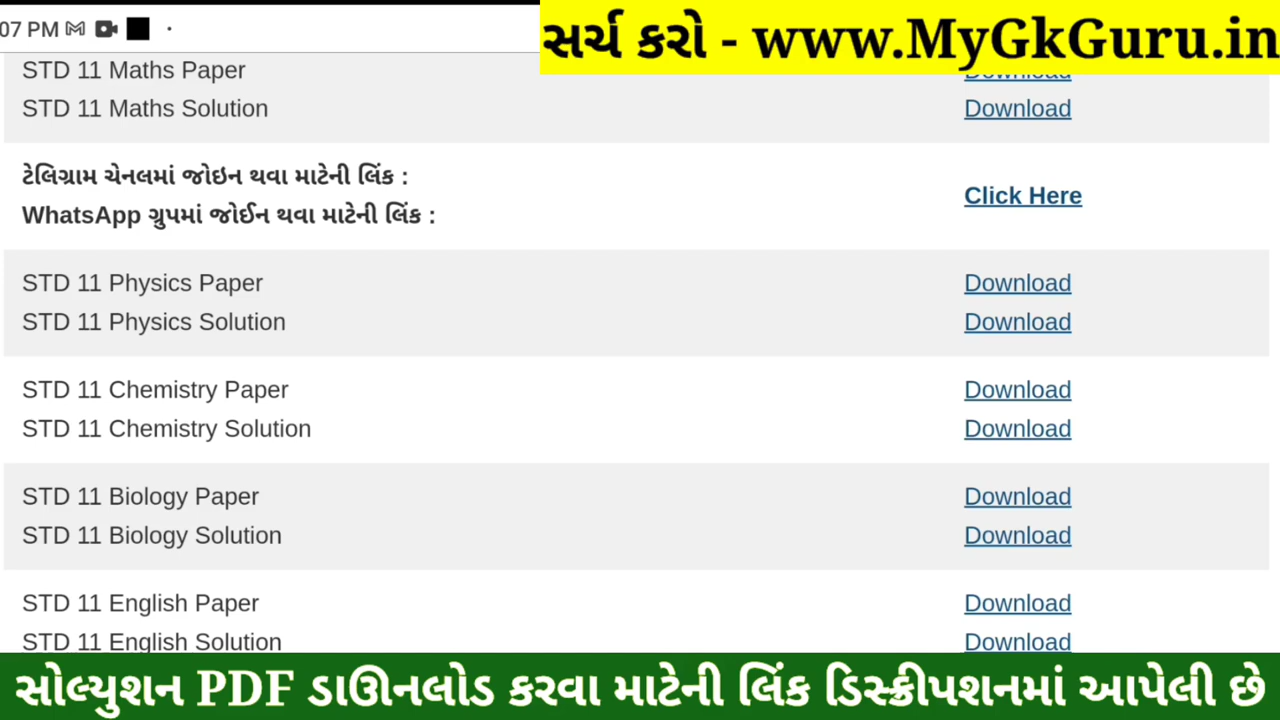 07 PM
સર્ચ કરો - www.MyGkGuru.in
STD 11 Maths Paper Download
STD 11 Maths Solution Download
ટેલિગ્રામ ચેનલમાં જોઇન થવા માટેની લિંક :
Click Here
WhatsApp ગ્રુપમાં જોઈન થવા માટેની લિંક :
STD 11 Physics Paper Download
STD 11 Physics Solution Download
STD 11 Chemistry Paper Download
STD 11 Chemistry Solution Download
STD 11 Biology Paper Download
STD 11 Biology Solution Download
STD 11 English Paper Download
STD 11 English Solution Download
સોલ્યુશન PDF ડાઊનલોડ કરવા માટેની લિંક ડિસ્ક્રીપશનમાં આપેલી છે